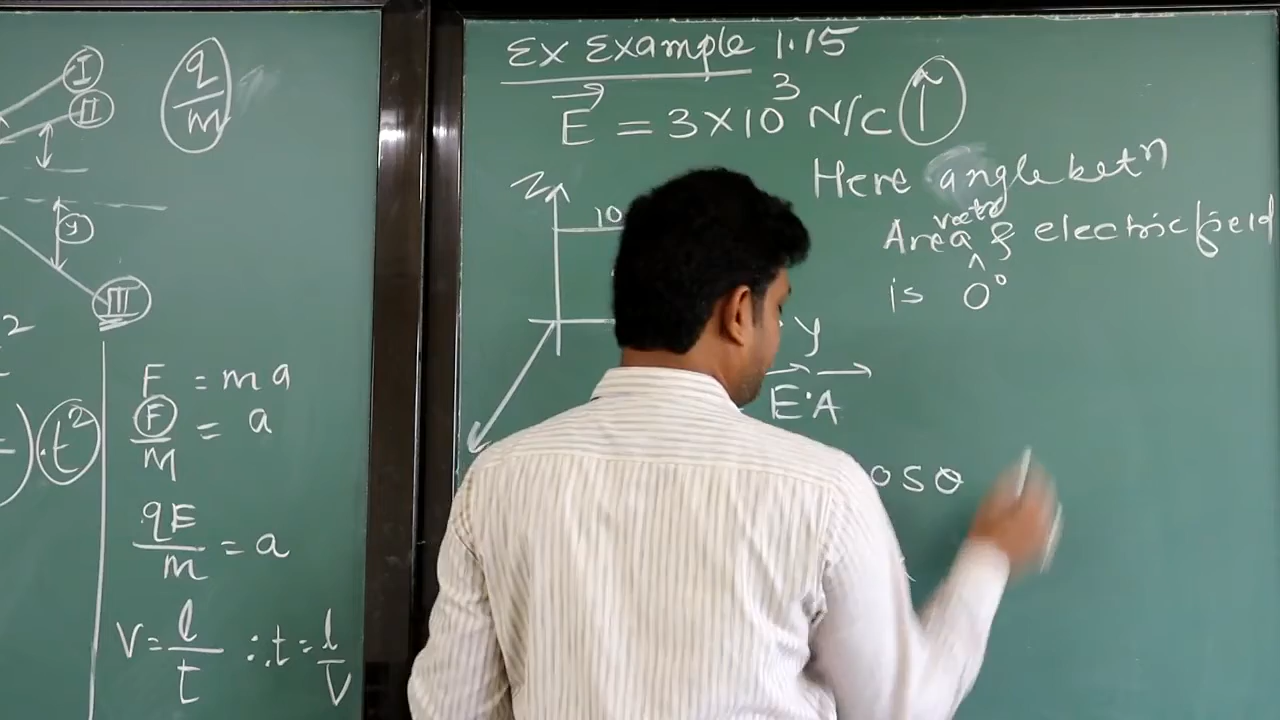 I
II
q/m
y
III
2
) . t²
F = ma
F/m = a
qE/m = a
V = l/t ∴ t = l/V
Ex Example 1.15
E⃗ = 3×10³ N/C î
Here angle betn
Area vector & electric field
is 0°
Z
10
y
E⃗.A⃗
osθ